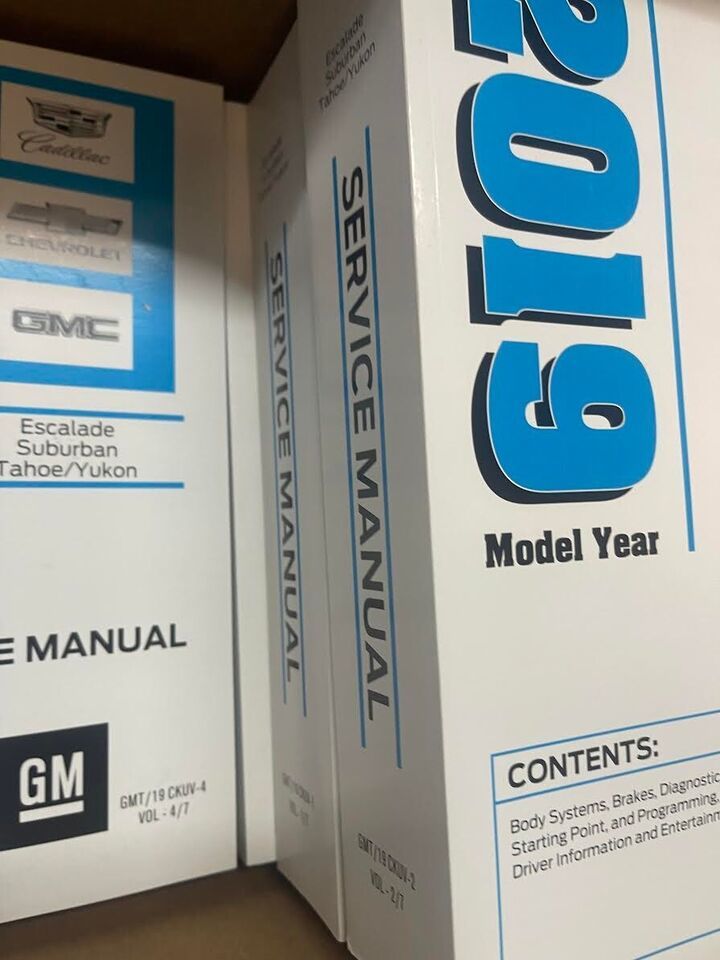 Cadillac
CHEVROLET
GMC
Escalade
Suburban
Tahoe/Yukon
E MANUAL
GM
GMT/19 CKUV-4
VOL - 4/7
SERVICE MANUAL
Escalade
Suburban
Tahoe/Yukon
SERVICE MANUAL
GMT/19 CKUV-2
VOL - 2/7
2019
Model Year
CONTENTS:
Body Systems, Brakes, Diagnostic
Starting Point, and Programming,
Driver Information and Entertainm